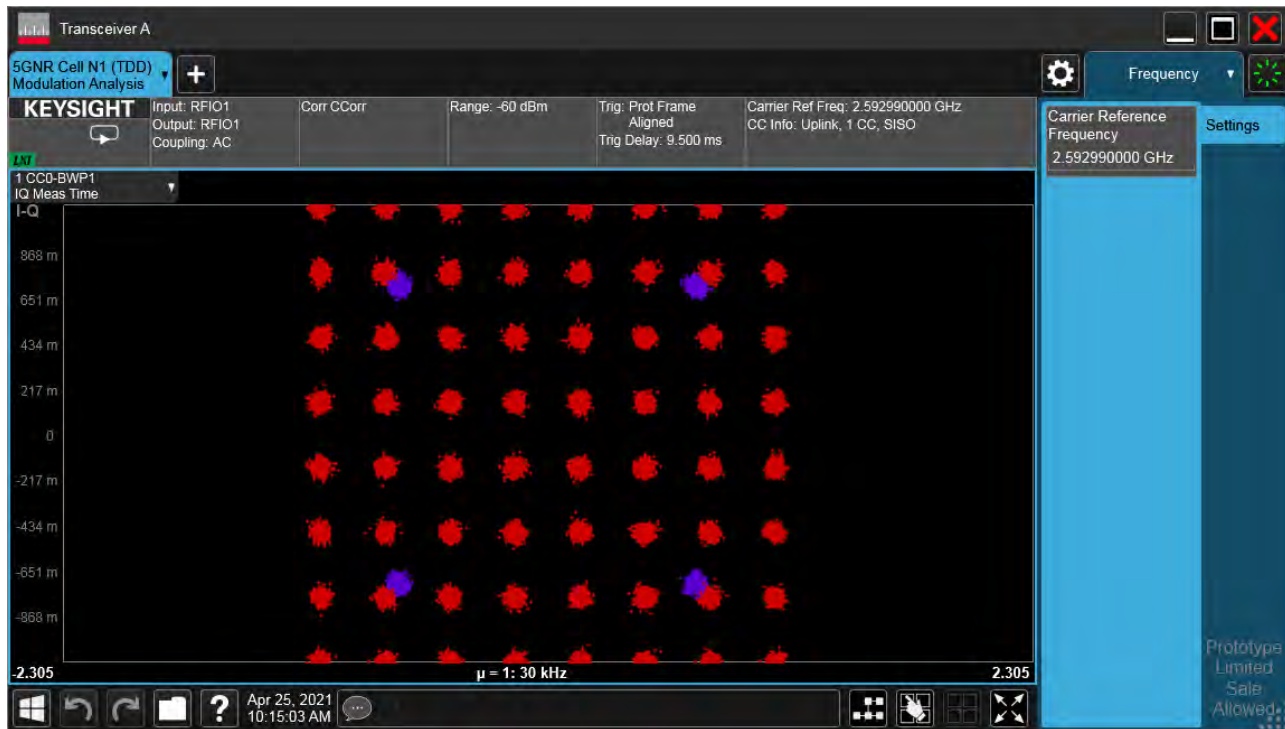 Transceiver A
5GNR Cell N1 (TDD)
Modulation Analysis
+
Frequency
KEYSIGHT
LXI
Input: RFIO1
Output: RFIO1
Coupling: AC
Corr CCorr
Range: -60 dBm
Trig: Prot Frame
Aligned
Trig Delay: 9.500 ms
Carrier Ref Freq: 2.592990000 GHz
CC Info: Uplink, 1 CC, SISO
Carrier Reference
Frequency
2.592990000 GHz
Settings
1 CC0-BWP1
IQ Meas Time
I-Q
868 m
651 m
434 m
217 m
0
-217 m
-434 m
-651 m
-868 m
-2.305
µ = 1: 30 kHz
2.305
?
Apr 25, 2021
10:15:03 AM
Prototype
Limited
Sale
Allowed